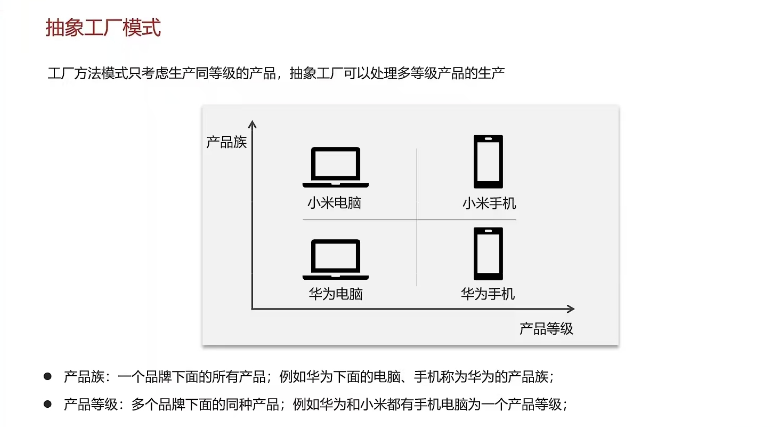 抽象工厂模式
工厂方法模式只考虑生产同等级的产品，抽象工厂可以处理多等级产品的生产
产品族
小米电脑
小米手机
华为电脑
华为手机
产品等级
● 产品族：一个品牌下面的所有产品；例如华为下面的电脑、手机称为华为的产品族；
● 产品等级：多个品牌下面的同种产品；例如华为和小米都有手机电脑为一个产品等级；